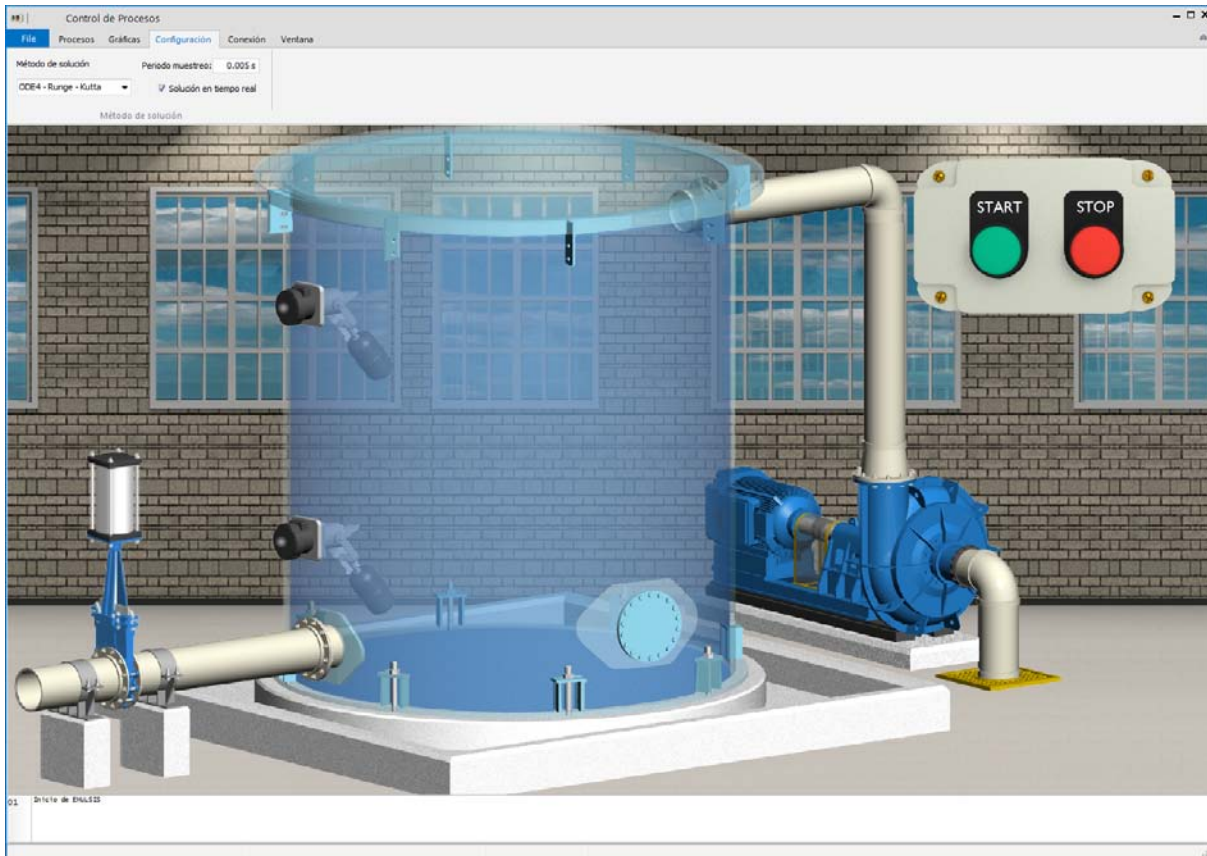 Control de Procesos
File Procesos Gráficas Configuración Conexión Ventana
Método de solución Periodo muestreo: 0.005 s
ODE4 - Runge - Kutta Solución en tiempo real
Método de solución
START STOP
01 Inicio de EMULSIS